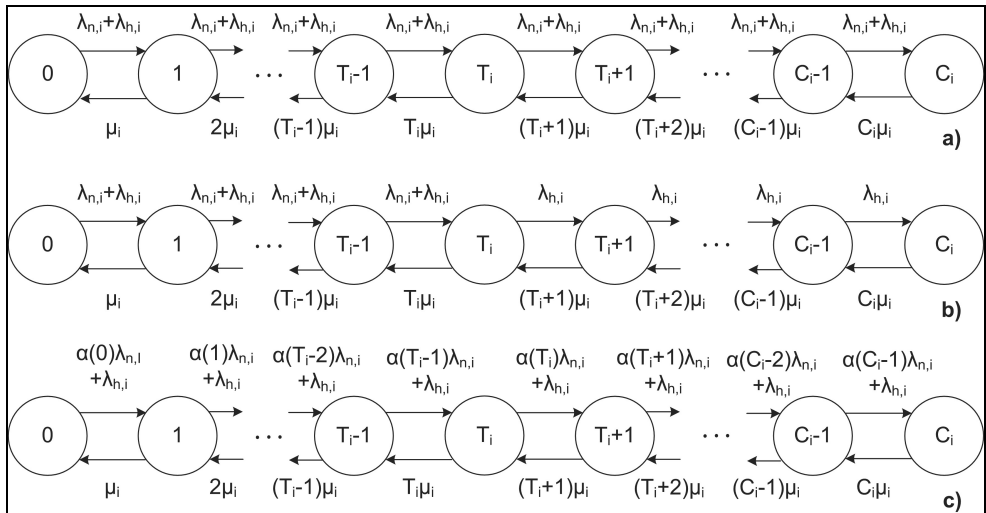 λn,i+λh,i λn,i+λh,i λn,i+λh,i λn,i+λh,i λn,i+λh,i λn,i+λh,i λn,i+λh,i λn,i+λh,i
0 1 ... Ti-1 Ti Ti+1 ... Ci-1 Ci
μi 2μi (Ti-1)μi Tiμi (Ti+1)μi (Ti+2)μi (Ci-1)μi Ciμi
a)
λn,i+λh,i λn,i+λh,i λn,i+λh,i λn,i+λh,i λh,i λh,i λh,i λh,i
0 1 ... Ti-1 Ti Ti+1 ... Ci-1 Ci
μi 2μi (Ti-1)μi Tiμi (Ti+1)μi (Ti+2)μi (Ci-1)μi Ciμi
b)
α(0)λn,I α(1)λn,i α(Ti-2)λn,i α(Ti-1)λn,i α(Ti)λn,i α(Ti+1)λn,i α(Ci-2)λn,i α(Ci-1)λn,i
+λh,i +λh,i +λh,i +λh,i +λh,i +λh,i +λh,i +λh,i
0 1 ... Ti-1 Ti Ti+1 ... Ci-1 Ci
μi 2μi (Ti-1)μi Tiμi (Ti+1)μi (Ti+2)μi (Ci-1)μi Ciμi
c)